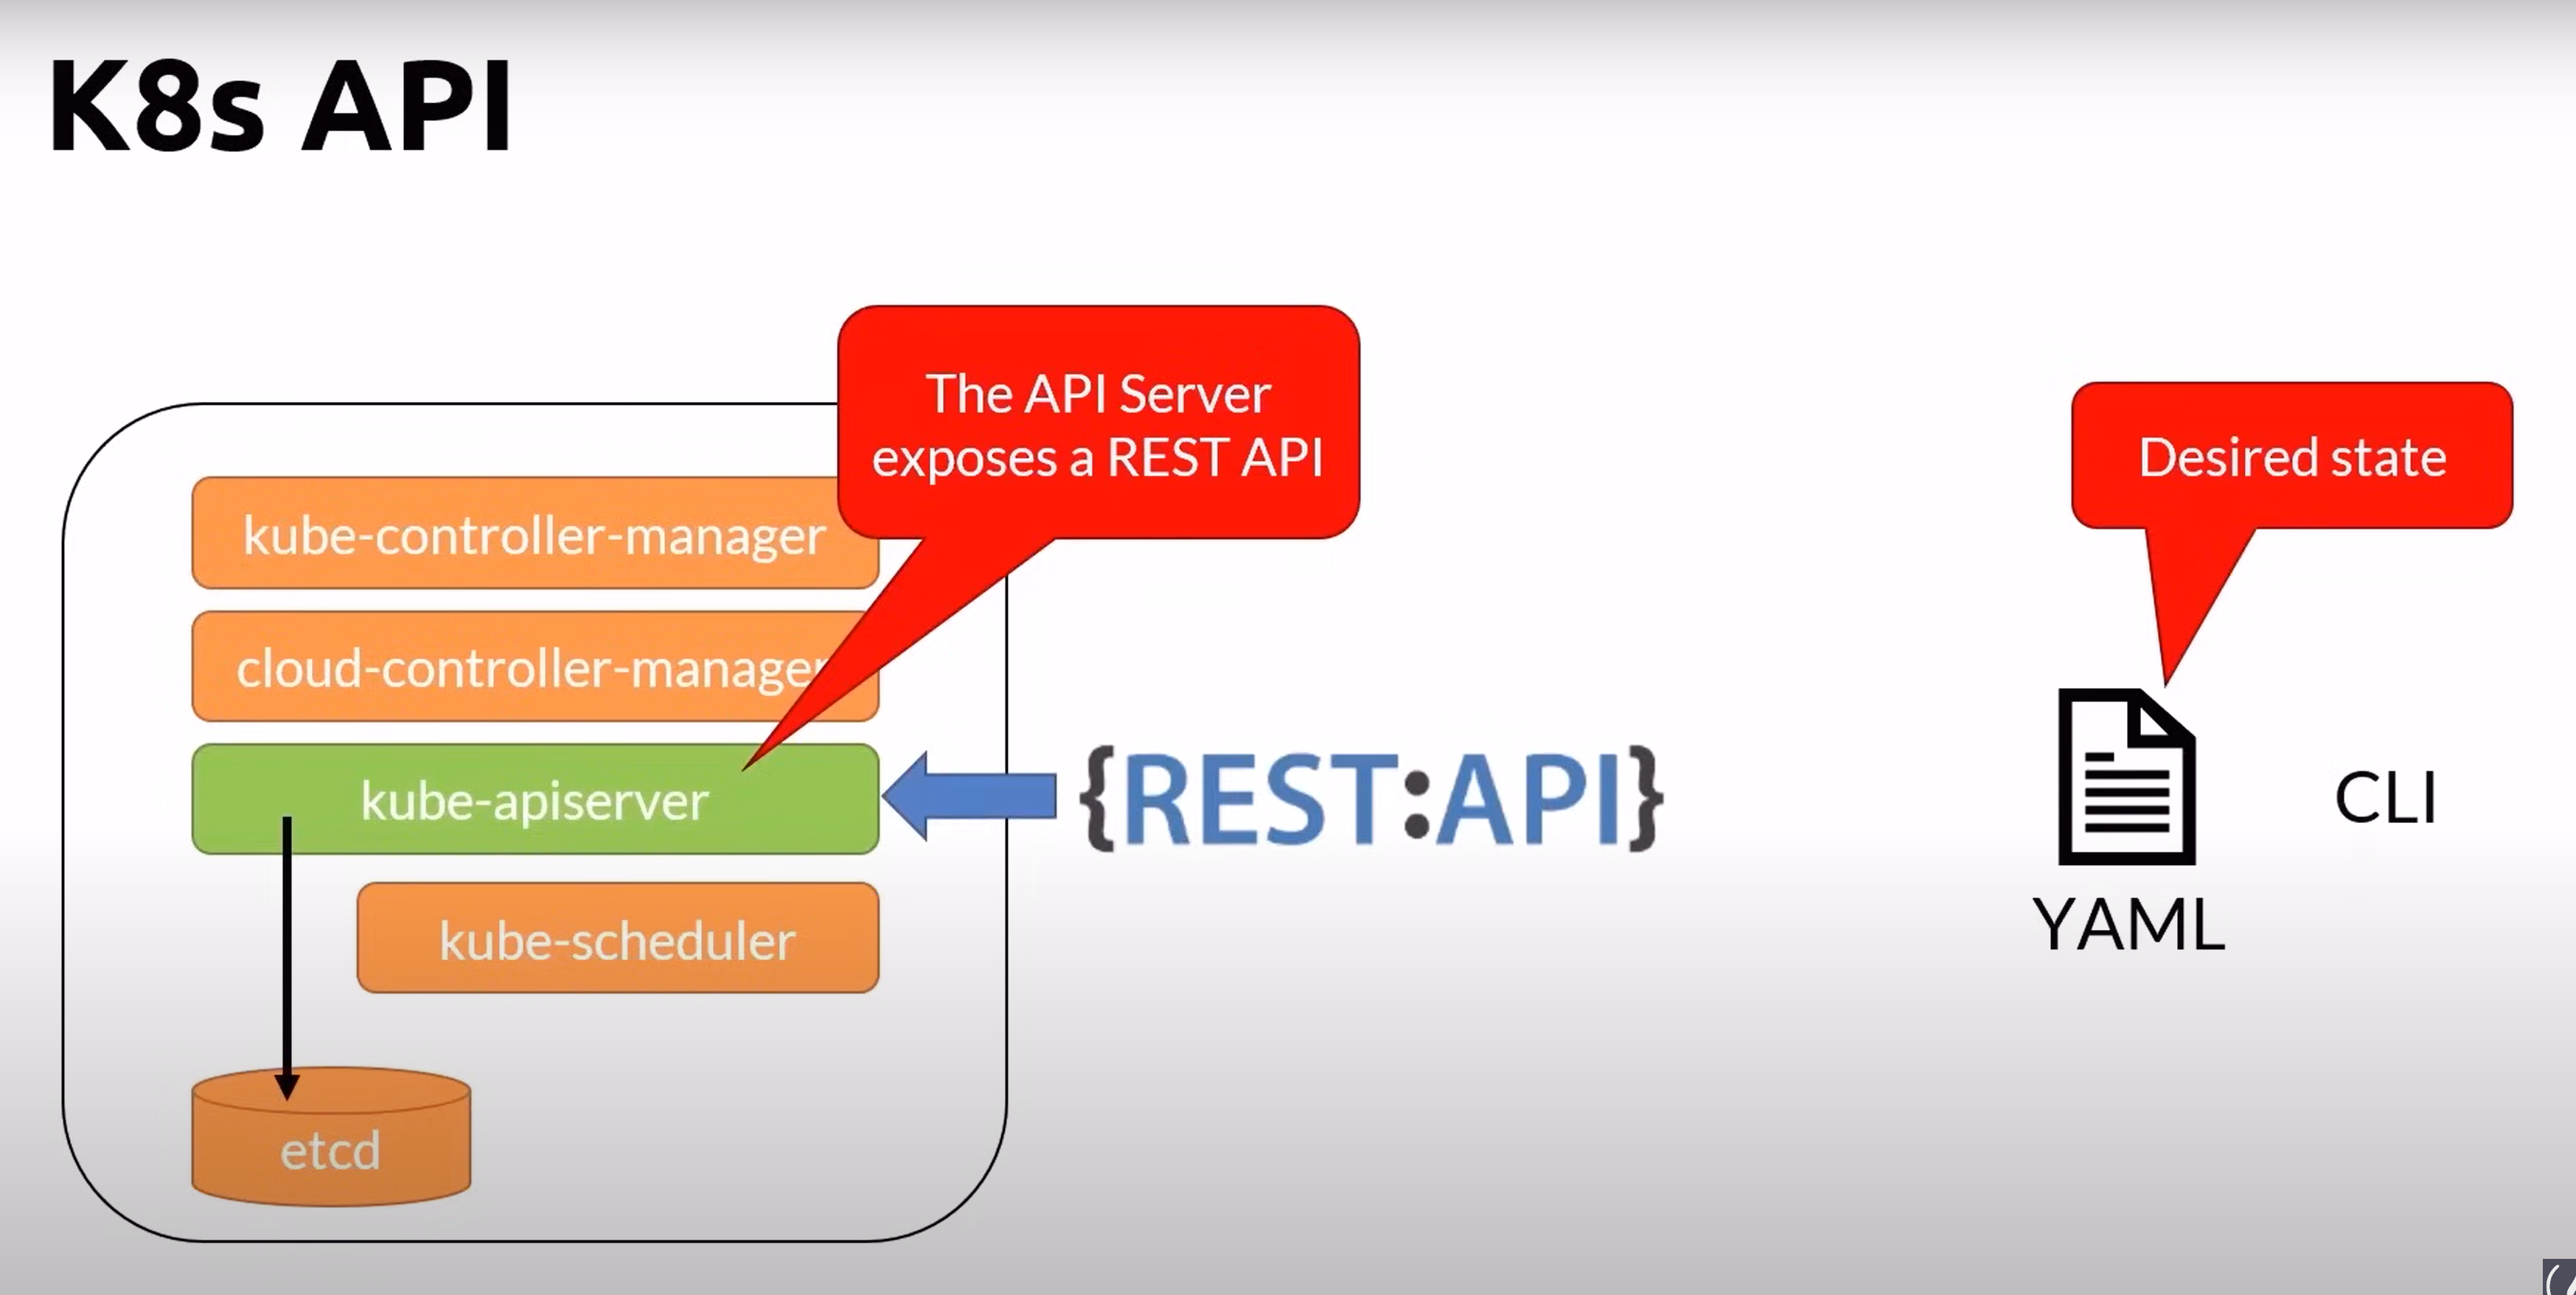 K8s API
The API Server
exposes a REST API
Desired state
kube-controller-manager
cloud-controller-manager
kube-apiserver
{REST:API}
CLI
YAML
kube-scheduler
etcd